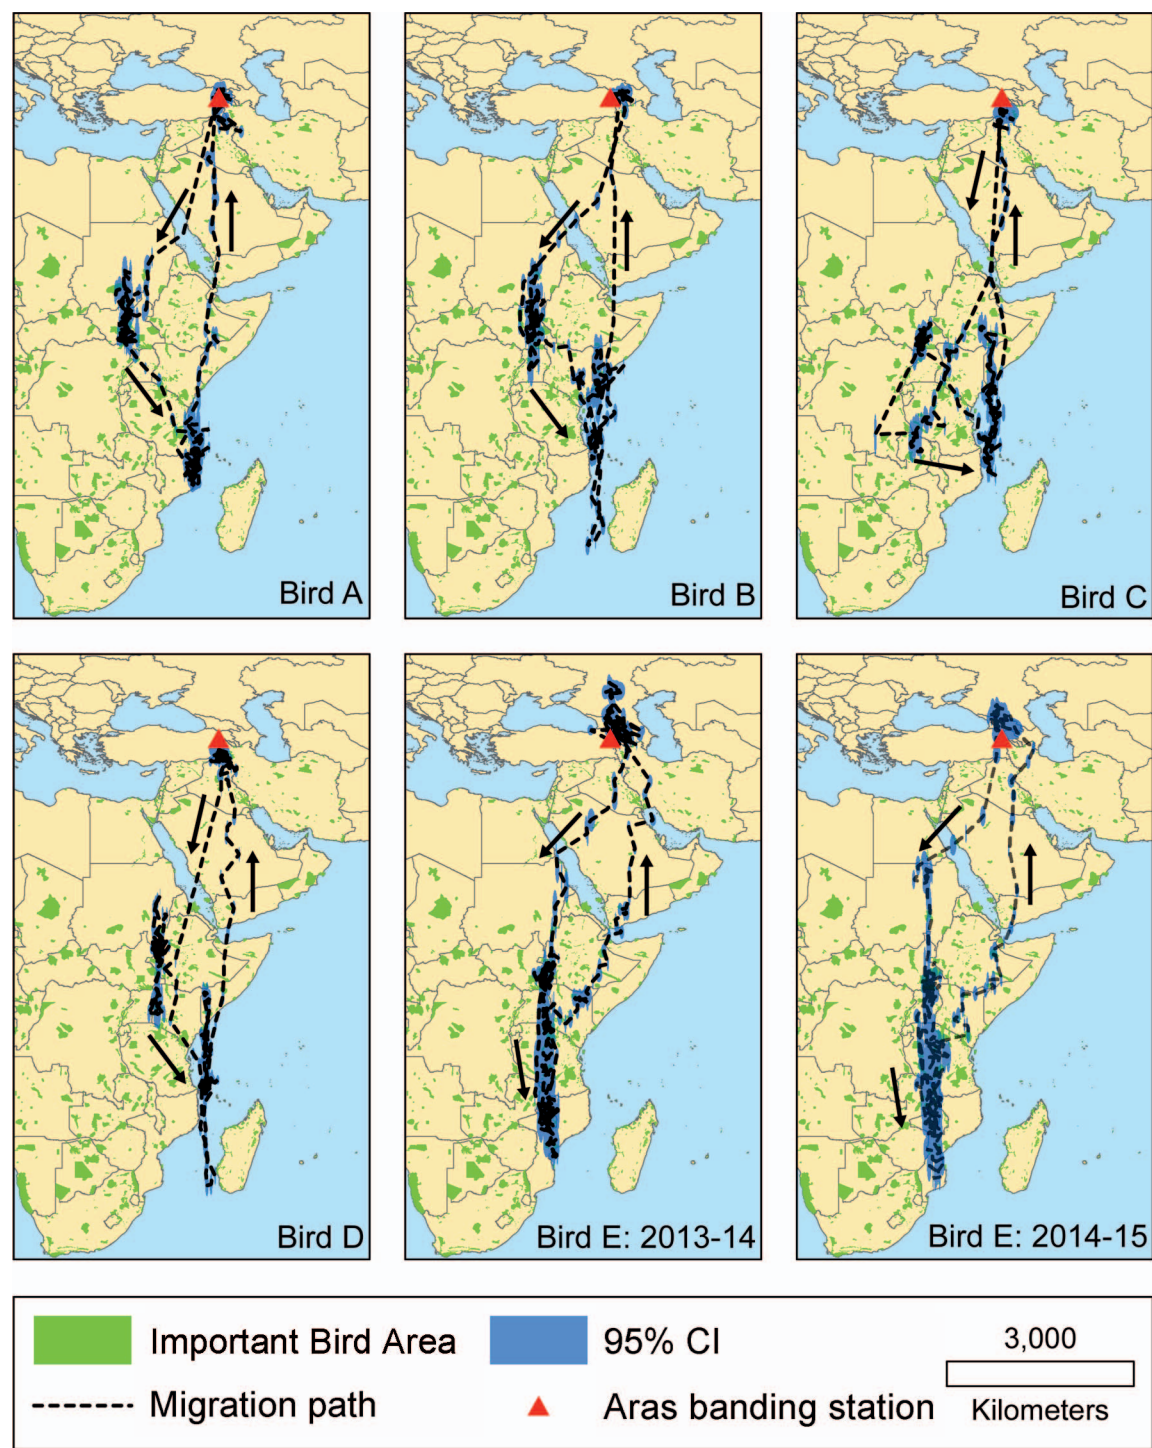 Bird A
Bird B
Bird C
Bird D
Bird E: 2013-14
Bird E: 2014-15
Important Bird Area
95% CI
3,000
Migration path
Aras banding station
Kilometers